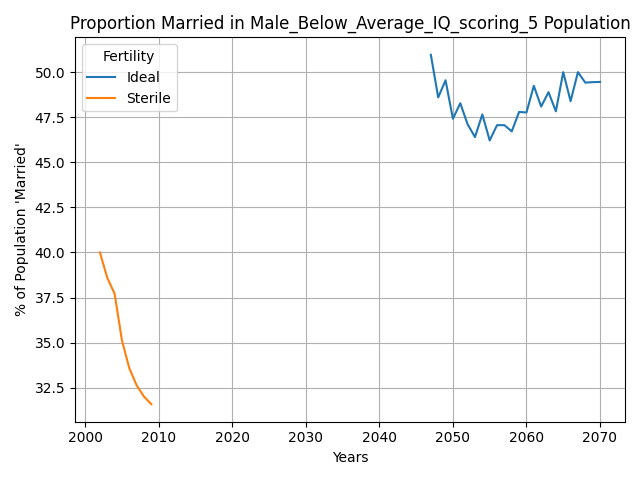 Proportion Married in Male_Below_Average_IQ_scoring_5 Population
Fertility
Ideal
Sterile
% of Population 'Married'
50.0
47.5
45.0
42.5
40.0
37.5
35.0
32.5
2000
2010
2020
2030
2040
2050
2060
2070
Years